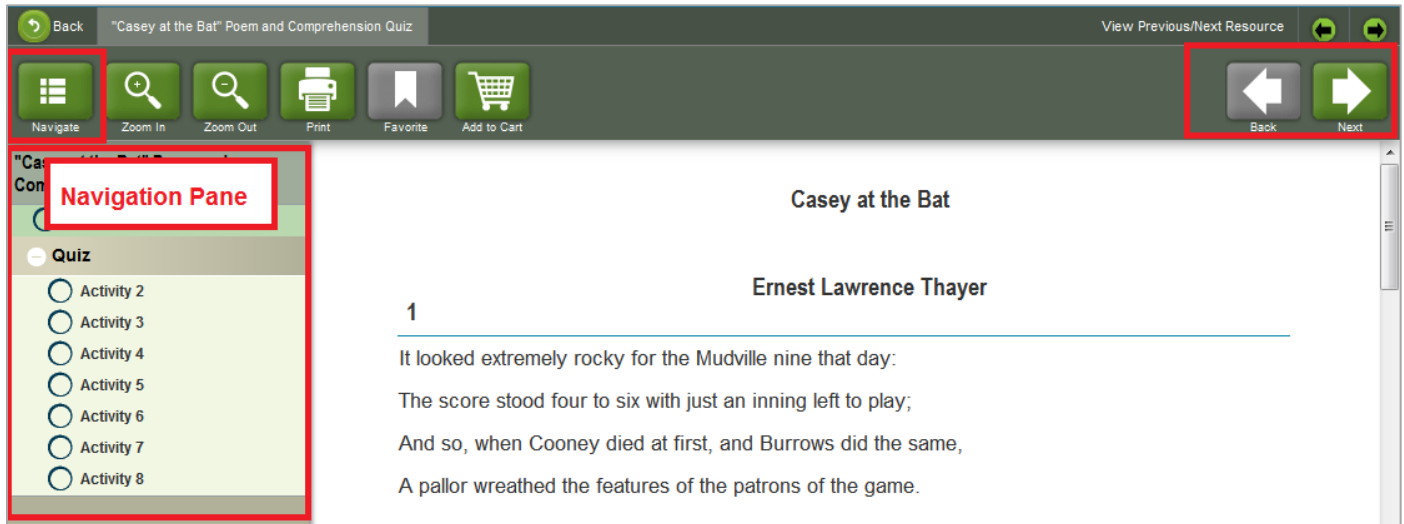 Back "Casey at the Bat" Poem and Comprehension Quiz View Previous/Next Resource
Navigate Zoom In Zoom Out Print Favorite Add to Cart Back Next
Navigation Pane
Quiz
Activity 2
Activity 3
Activity 4
Activity 5
Activity 6
Activity 7
Activity 8
Casey at the Bat
Ernest Lawrence Thayer
1
It looked extremely rocky for the Mudville nine that day:
The score stood four to six with just an inning left to play;
And so, when Cooney died at first, and Burrows did the same,
A pallor wreathed the features of the patrons of the game.